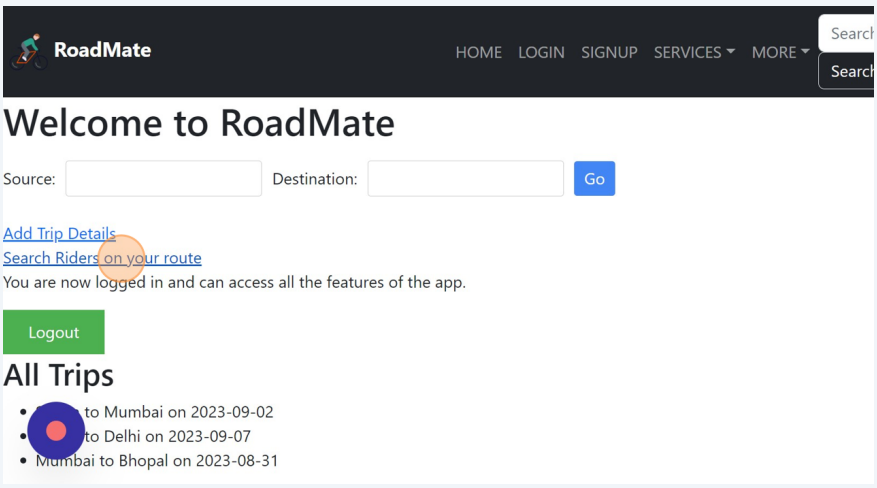 RoadMate
HOME LOGIN SIGNUP SERVICES MORE
Search
Search
Welcome to RoadMate
Source: Destination: Go
Add Trip Details
Search Riders on your route
You are now logged in and can access all the features of the app.
Logout
All Trips
to Mumbai on 2023-09-02
to Delhi on 2023-09-07
Mumbai to Bhopal on 2023-08-31